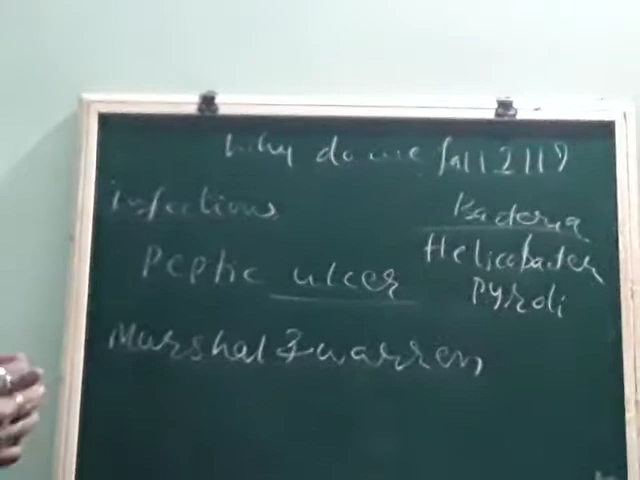 Why do we fall Ill?
Infections
Bacteria
Peptic ulcer
Helicobacter
Pyroli
Marshal & warren,